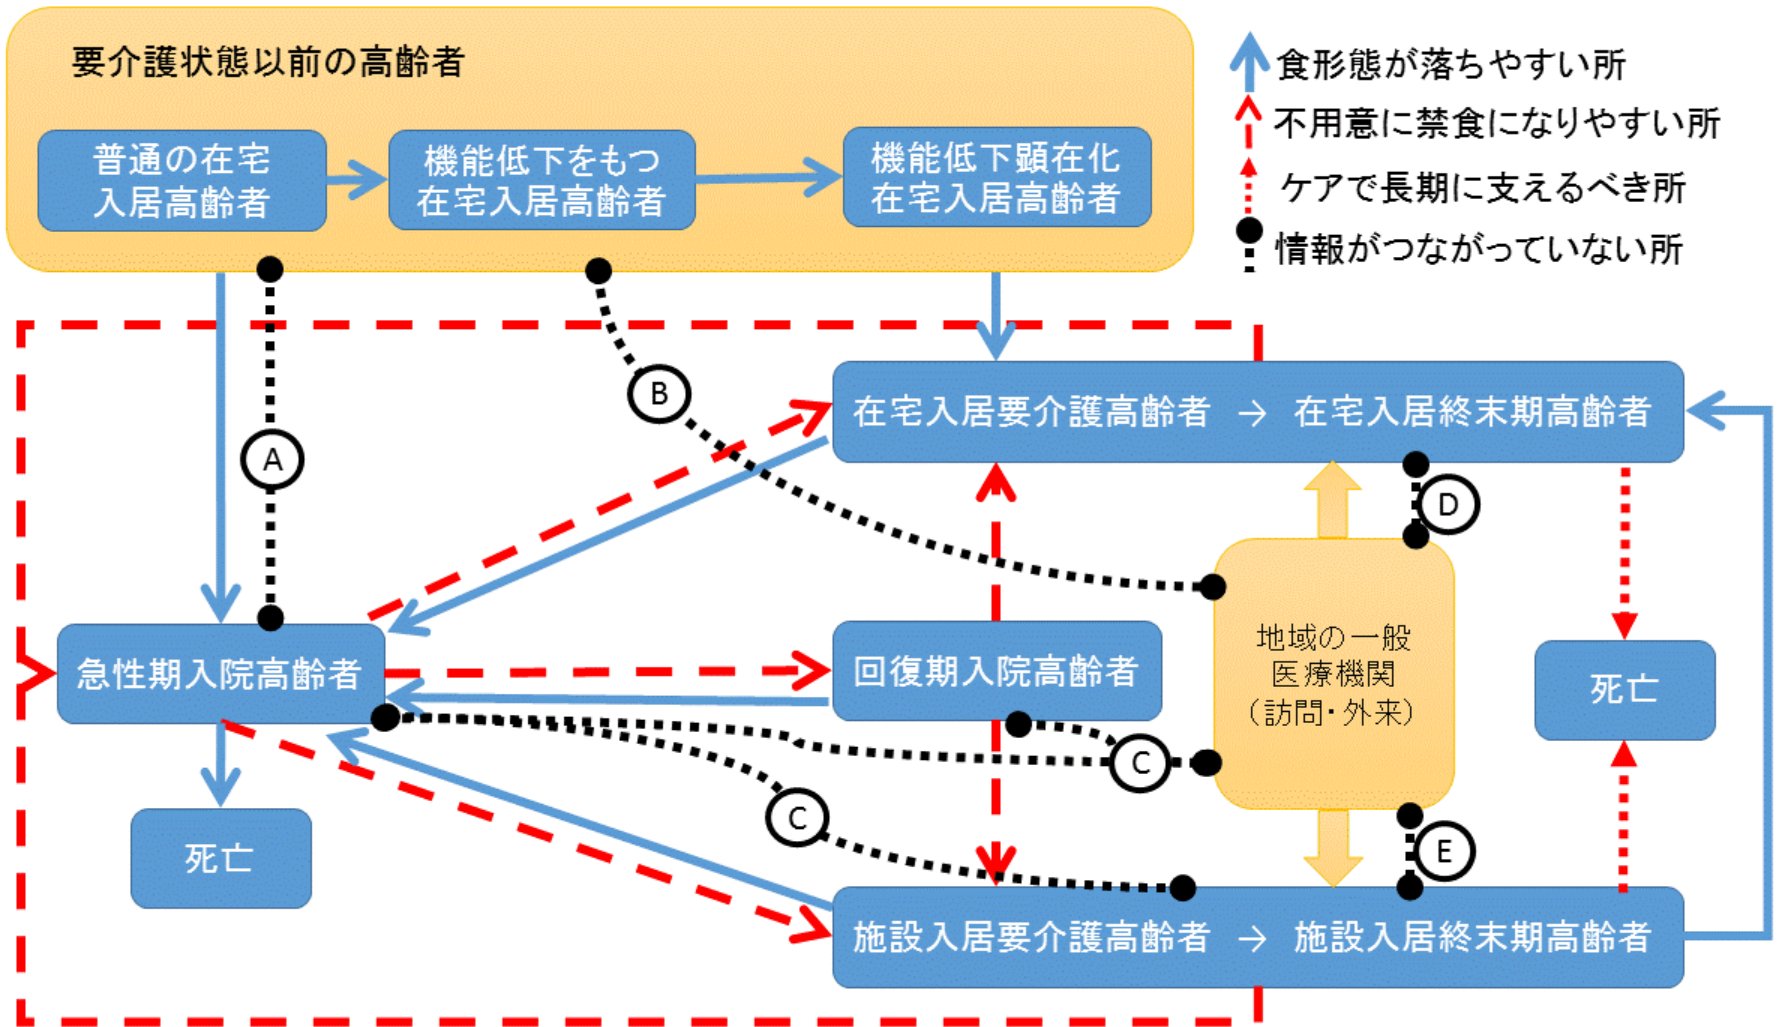 要介護状態以前の高齢者
普通の在宅
入居高齢者
機能低下をもつ
在宅入居高齢者
機能低下顕在化
在宅入居高齢者
食形態が落ちやすい所
不用意に禁食になりやすい所
ケアで長期に支えるべき所
情報がつながっていない所
A
B
在宅入居要介護高齢者 → 在宅入居終末期高齢者
D
急性期入院高齢者
回復期入院高齢者
地域の一般
医療機関
(訪問・外来)
死亡
C
C
死亡
E
施設入居要介護高齢者 → 施設入居終末期高齢者